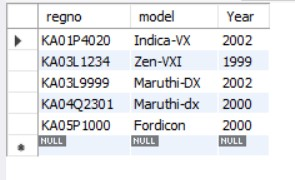 regno model Year
KA01P4020 Indica-VX 2002
KA03L1234 Zen-VXI 1999
KA03L9999 Maruthi-DX 2002
KA04Q2301 Maruthi-dx 2000
KA05P1000 Fordicon 2000
NULL NULL NULL